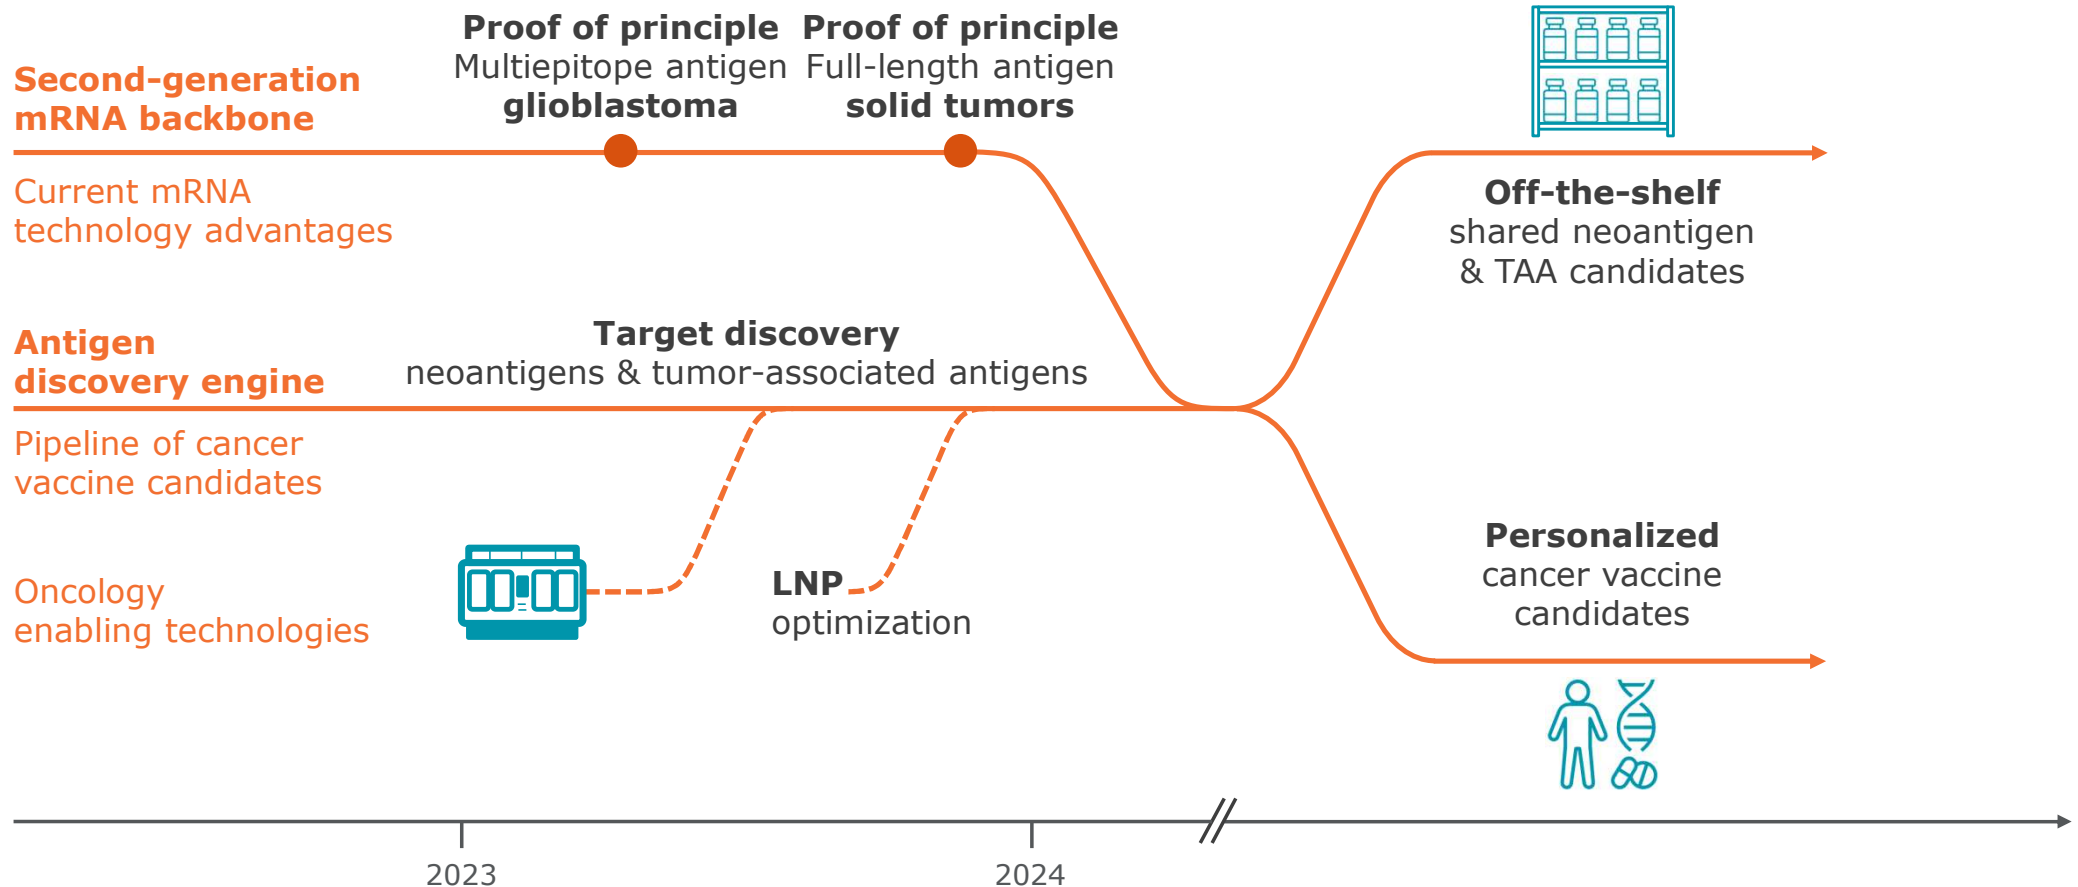 Second-generation
mRNA backbone
Current mRNA
technology advantages
Proof of principle
Multiepitope antigen
glioblastoma
Proof of principle
Full-length antigen
solid tumors
Off-the-shelf
shared neoantigen
& TAA candidates
Antigen
discovery engine
Pipeline of cancer
vaccine candidates
Target discovery
neoantigens & tumor-associated antigens
Oncology
enabling technologies
LNP
optimization
Personalized
cancer vaccine
candidates
2023
2024